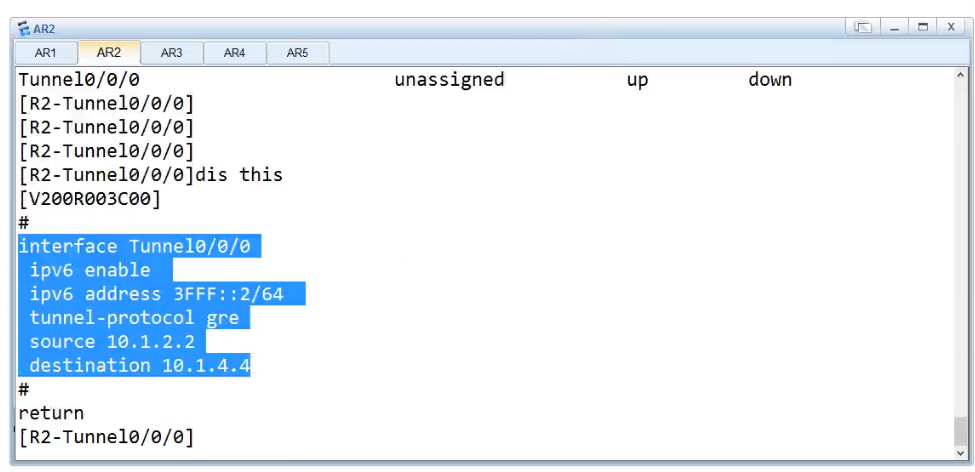 AR2
AR1 AR2 AR3 AR4 AR5
Tunnel0/0/0 unassigned up down
[R2-Tunnel0/0/0]
[R2-Tunnel0/0/0]
[R2-Tunnel0/0/0]
[R2-Tunnel0/0/0]dis this
[V200R003C00]
#
interface Tunnel0/0/0
ipv6 enable
ipv6 address 3FFF::2/64
tunnel-protocol gre
source 10.1.2.2
destination 10.1.4.4
#
return
[R2-Tunnel0/0/0]